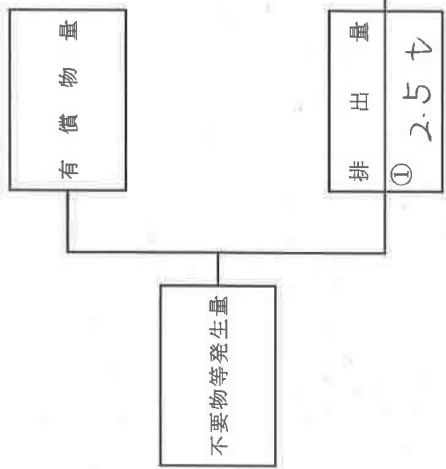 不要物等発生量
有償物量
排出量
① 2.5 t